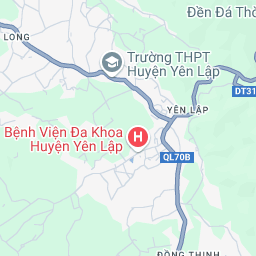 Đền Đá Thờ
LONG
Trường THPT
Huyện Yên Lập
DT31
YÊN LẬP
Bệnh Viện Đa Khoa
Huyện Yên Lập
H
QL70B
ĐỒNG THỊNH